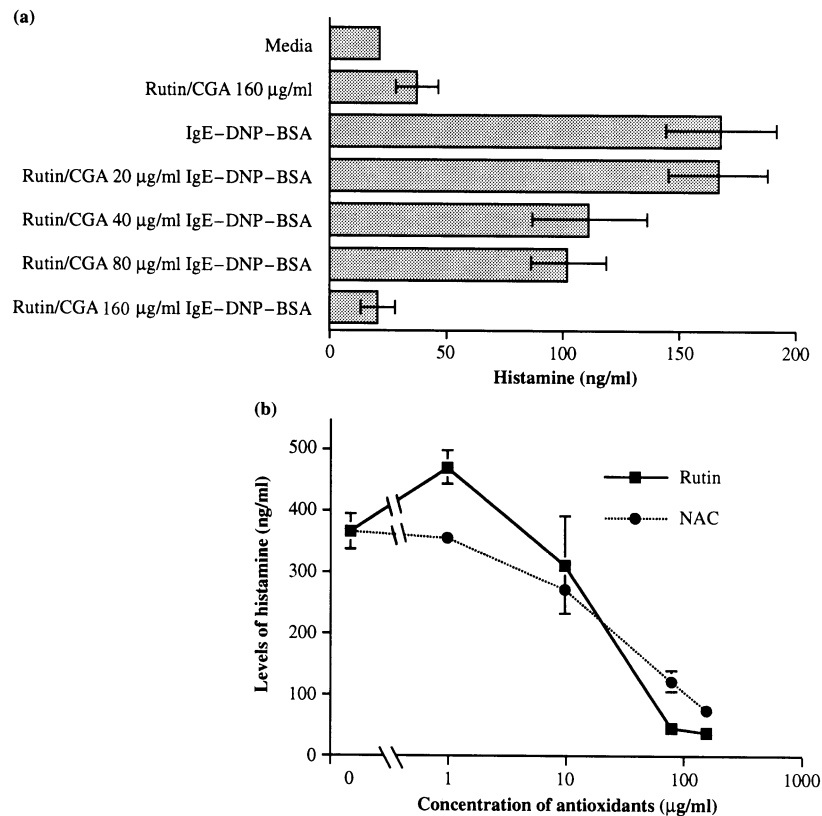 (a)
Media
Rutin/CGA 160 μg/ml
IgE–DNP–BSA
Rutin/CGA 20 μg/ml IgE–DNP–BSA
Rutin/CGA 40 μg/ml IgE–DNP–BSA
Rutin/CGA 80 μg/ml IgE–DNP–BSA
Rutin/CGA 160 μg/ml IgE–DNP–BSA
0 50 100 150 200
Histamine (ng/ml)
(b)
Levels of histamine (ng/ml)
500
400
300
200
100
0
Rutin
NAC
0 1 10 100 1000
Concentration of antioxidants (μg/ml)